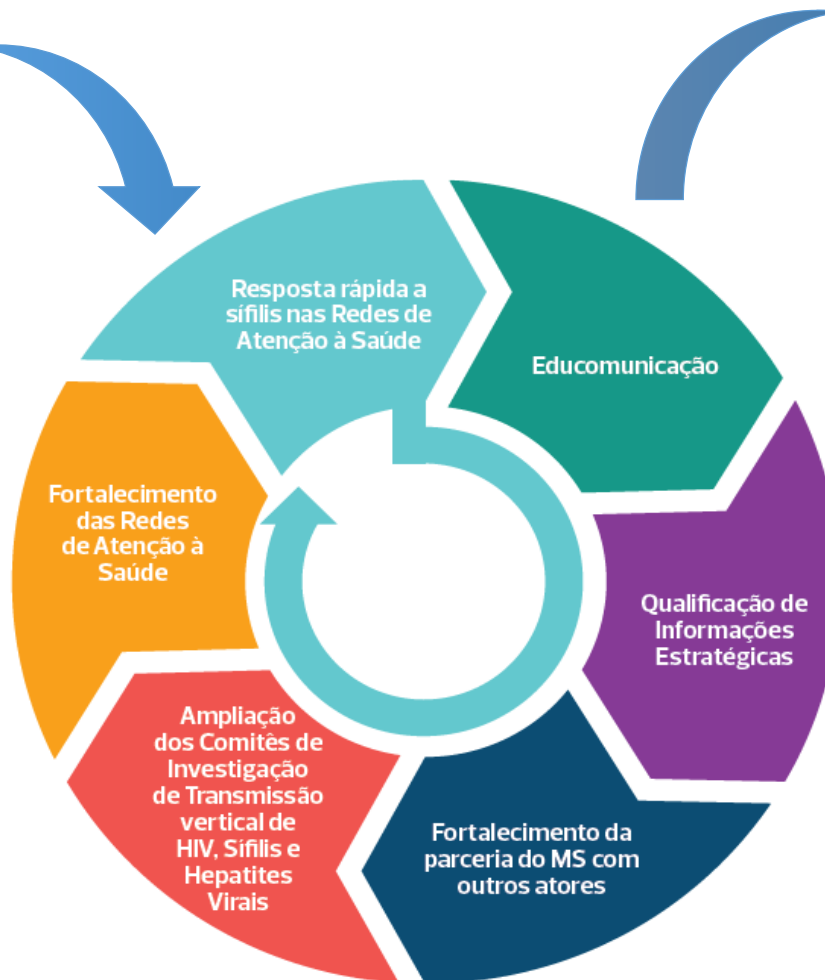 Resposta rápida a
sífilis nas Redes de
Atenção à Saúde
Educomunicação
Qualificação de
Informações
Estratégicas
Fortalecimento da
parceria do MS com
outros atores
Ampliação
dos Comitês de
Investigação
de Transmissão
vertical de
HIV, Sífilis e
Hepatites
Virais
Fortalecimento
das Redes
de Atenção à
Saúde